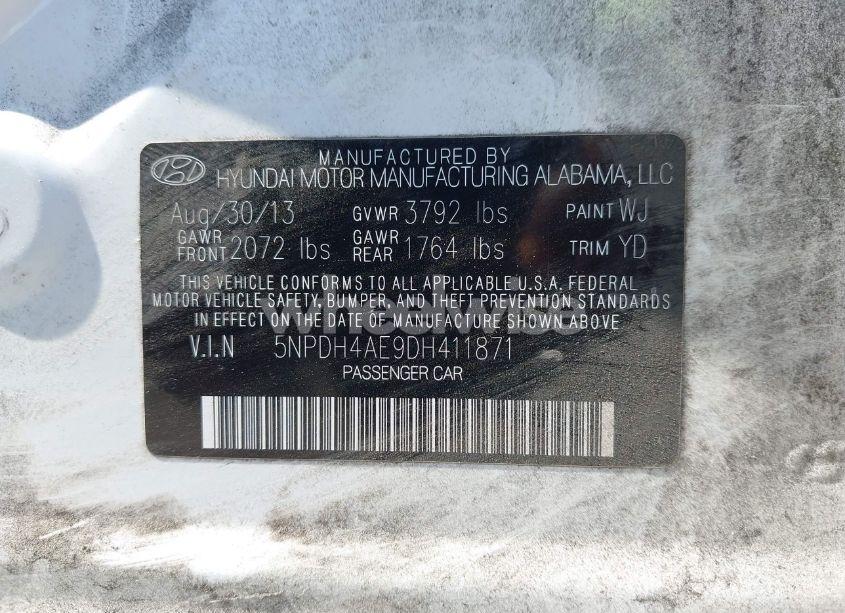 MANUFACTURED BY
HYUNDAI MOTOR MANUFACTURING ALABAMA, LLC
Aug/30/13 GVWR 3792 lbs PAINT WJ
GAWR FRONT 2072 lbs GAWR REAR 1764 lbs TRIM YD
THIS VEHICLE CONFORMS TO ALL APPLICABLE U.S.A. FEDERAL
MOTOR VEHICLE SAFETY, BUMPER, AND THEFT PREVENTION STANDARDS
IN EFFECT ON THE DATE OF MANUFACTURE SHOWN ABOVE
wheelwise
V.I.N 5NPDH4AE9DH411871
PASSENGER CAR